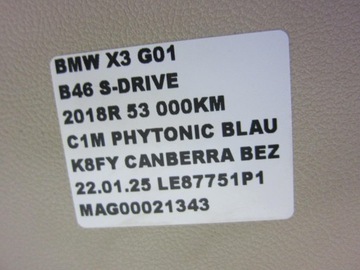 BMW X3 G01
B46 S-DRIVE
2018R 53 000KM
C1M PHYTONIC BLAU
K8FY CANBERRA BEZ
22.01.25 LE87751P1
MAG00021343